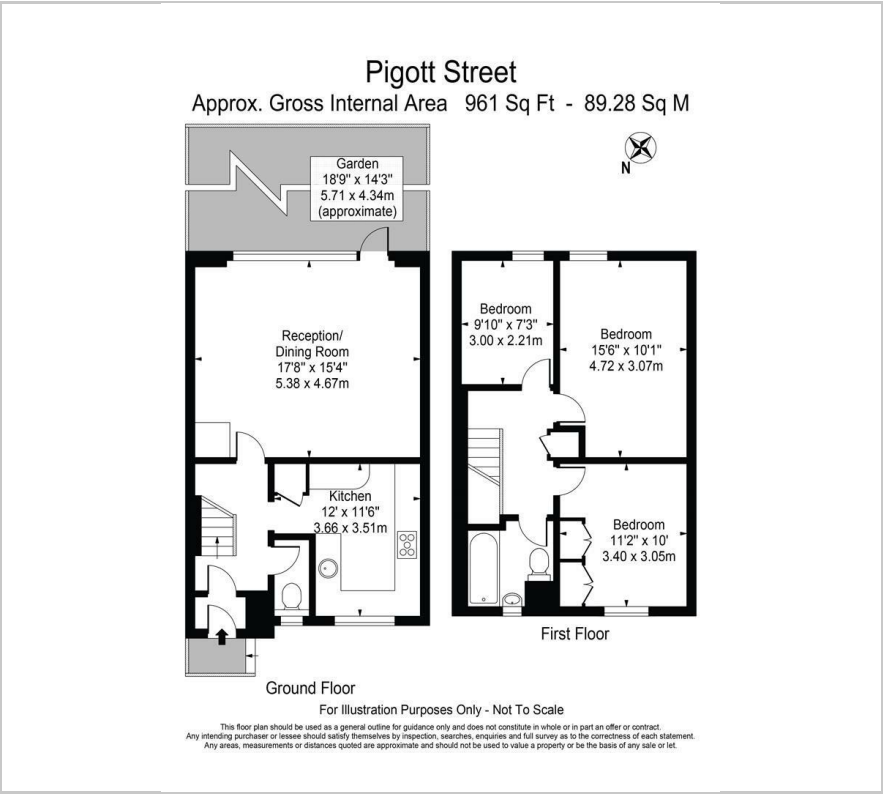 Pigott Street
Approx. Gross Internal Area 961 Sq Ft - 89.28 Sq M
N
Garden
18'9" x 14'3"
5.71 x 4.34m
(approximate)
Reception/
Dining Room
17'8" x 15'4"
5.38 x 4.67m
Kitchen
12' x 11'6"
3.66 x 3.51m
Ground Floor
Bedroom
9'10" x 7'3"
3.00 x 2.21m
Bedroom
15'6" x 10'1"
4.72 x 3.07m
Bedroom
11'2" x 10'
3.40 x 3.05m
First Floor
For Illustration Purposes Only - Not To Scale
This floor plan should be used as a general outline for guidance only and does not constitute in whole or in part an offer or contract.
Any intending purchaser or lessee should satisfy themselves by inspection, searches, enquiries and full survey as to the correctness of each statement.
Any areas, measurements or distances quoted are approximate and should not be used to value a property or be the basis of any sale or let.